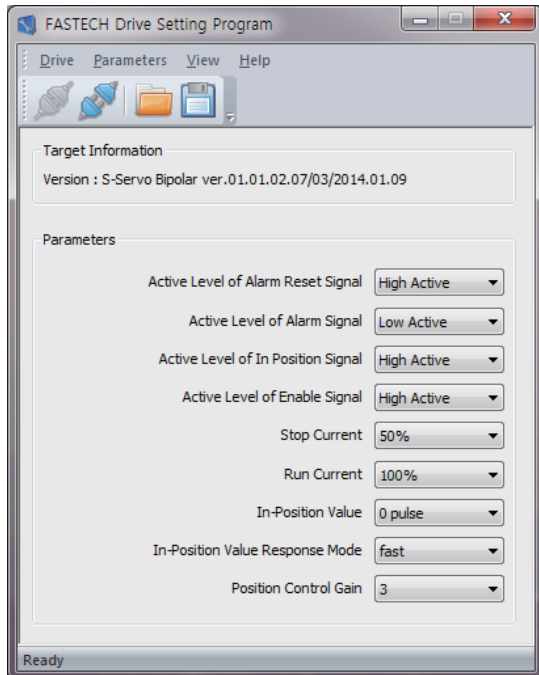 FASTECH Drive Setting Program
Drive Parameters View Help
Target Information
Version : S-Servo Bipolar ver.01.01.02.07/03/2014.01.09
Parameters
Active Level of Alarm Reset Signal High Active
Active Level of Alarm Signal Low Active
Active Level of In Position Signal High Active
Active Level of Enable Signal High Active
Stop Current 50%
Run Current 100%
In-Position Value 0 pulse
In-Position Value Response Mode fast
Position Control Gain 3
Ready